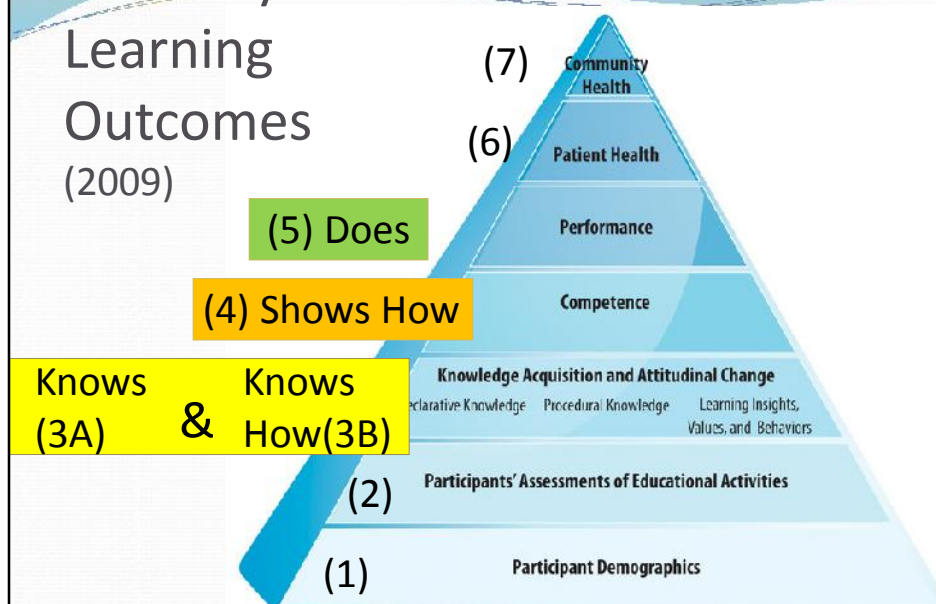 Learning
Outcomes
(2009)
(7)
Community
Health
(6)
Patient Health
(5) Does
Performance
(4) Shows How
Competence
Knows
(3A)
&
Knows
How(3B)
Knowledge Acquisition and Attitudinal Change
Knowledge Procedural Knowledge Learning Insights,
Values, and Behaviors
(2)
Participants' Assessments of Educational Activities
(1)
Participant Demographics